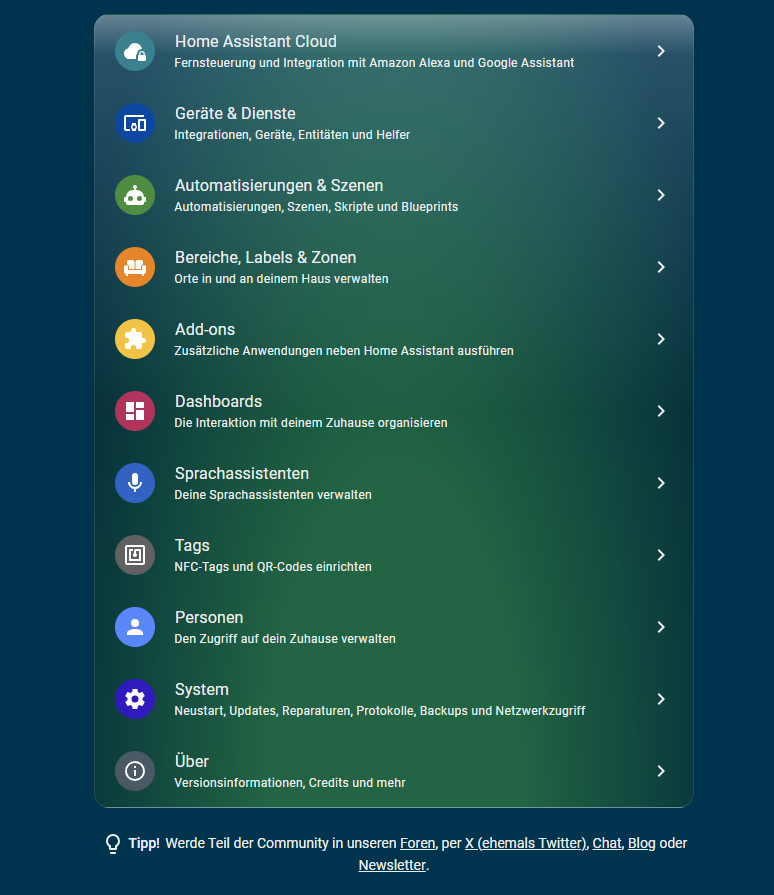 Home Assistant Cloud
Fernsteuerung und Integration mit Amazon Alexa und Google Assistant
Geräte & Dienste
Integrationen, Geräte, Entitäten und Helfer
Automatisierungen & Szenen
Automatisierungen, Szenen, Skripte und Blueprints
Bereiche, Labels & Zonen
Orte in und an deinem Haus verwalten
Add-ons
Zusätzliche Anwendungen neben Home Assistant ausführen
Dashboards
Die Interaktion mit deinem Zuhause organisieren
Sprachassistenten
Deine Sprachassistenten verwalten
Tags
NFC-Tags und QR-Codes einrichten
Personen
Den Zugriff auf dein Zuhause verwalten
System
Neustart, Updates, Reparaturen, Protokolle, Backups und Netzwerkzugriff
Über
Versionsinformationen, Credits und mehr
Tipp! Werde Teil der Community in unseren Foren, per X (ehemals Twitter), Chat, Blog oder
Newsletter.